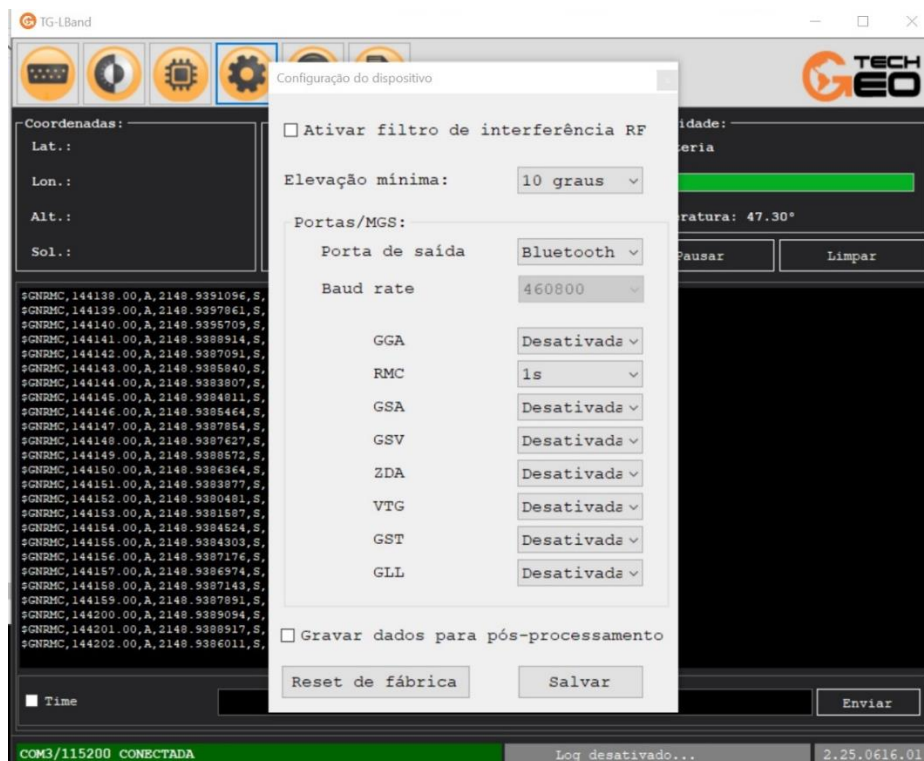 TG-LBand
TECH
GEO
Configuração do dispositivo
Ativar filtro de interferência RF
Elevação mínima:
10 graus
Portas/MGS:
Porta de saída
Bluetooth
Baud rate
460800
GGA
Desativada
RMC
1s
GSA
Desativada
GSV
Desativada
ZDA
Desativada
VTG
Desativada
GST
Desativada
GLL
Desativada
Gravar dados para pós-processamento
Reset de fábrica
Salvar
Coordenadas:
Lat.:
Lon.:
Alt.:
Sol.:
idade:
teria
ratura: 47.30°
Pausar
Limpar
$GNRMC,144138.00,A,2148.9391096,S,
$GNRMC,144139.00,A,2148.9397861,S,
$GNRMC,144140.00,A,2148.9395709,S,
$GNRMC,144141.00,A,2148.9388914,S,
$GNRMC,144142.00,A,2148.9387091,S,
$GNRMC,144143.00,A,2148.9385840,S,
$GNRMC,144144.00,A,2148.9383807,S,
$GNRMC,144145.00,A,2148.9384811,S,
$GNRMC,144146.00,A,2148.9385464,S,
$GNRMC,144147.00,A,2148.9387854,S,
$GNRMC,144148.00,A,2148.9387627,S,
$GNRMC,144149.00,A,2148.9388572,S,
$GNRMC,144150.00,A,2148.9386364,S,
$GNRMC,144151.00,A,2148.9383877,S,
$GNRMC,144152.00,A,2148.9380481,S,
$GNRMC,144153.00,A,2148.9381587,S,
$GNRMC,144154.00,A,2148.9384524,S,
$GNRMC,144155.00,A,2148.9384303,S,
$GNRMC,144156.00,A,2148.9387176,S,
$GNRMC,144157.00,A,2148.9386974,S,
$GNRMC,144158.00,A,2148.9387143,S,
$GNRMC,144159.00,A,2148.9387891,S,
$GNRMC,144200.00,A,2148.9389094,S,
$GNRMC,144201.00,A,2148.9388917,S,
$GNRMC,144202.00,A,2148.9386011,S,
Time
Enviar
COM3/115200 CONECTADA
Log desativado...
2.25.0616.01